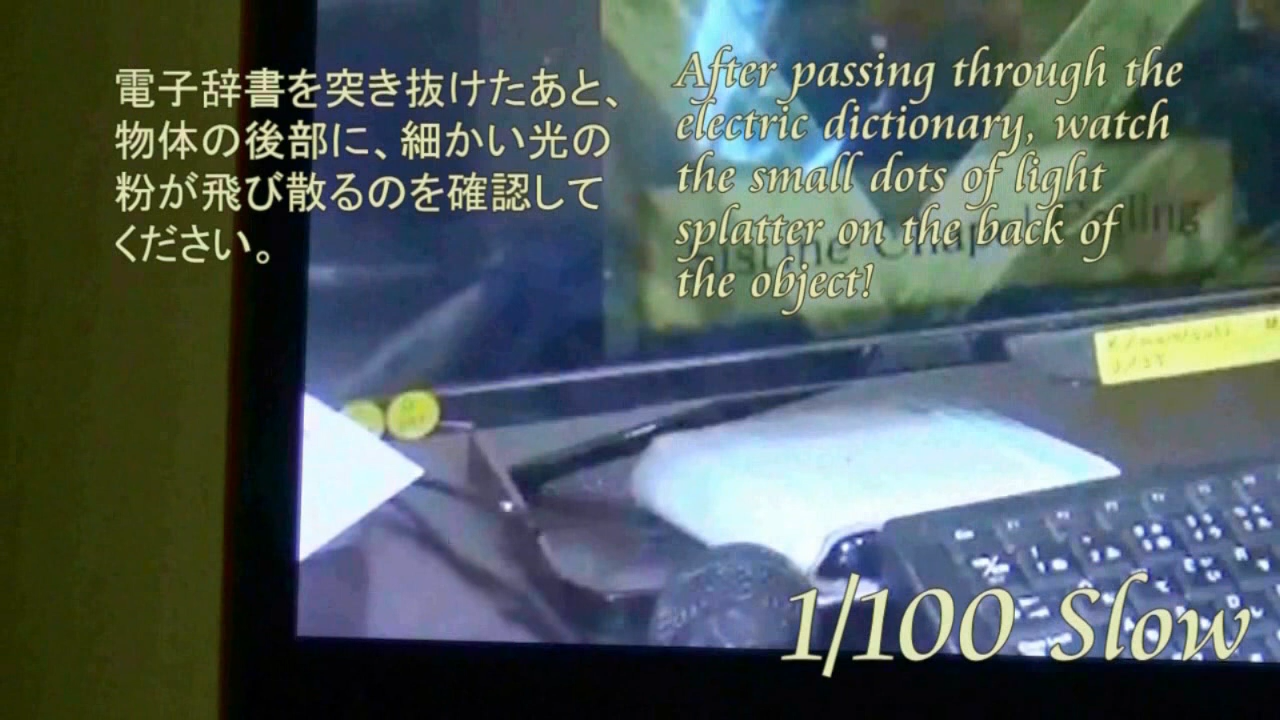 電子辞書を突き抜けたあと、
物体の後部に、細かい光の
粉が飛び散るのを確認して
ください。
After passing through the
electric dictionary, watch
the small dots of light
splatter on the back of
the object!
1/100 Slow